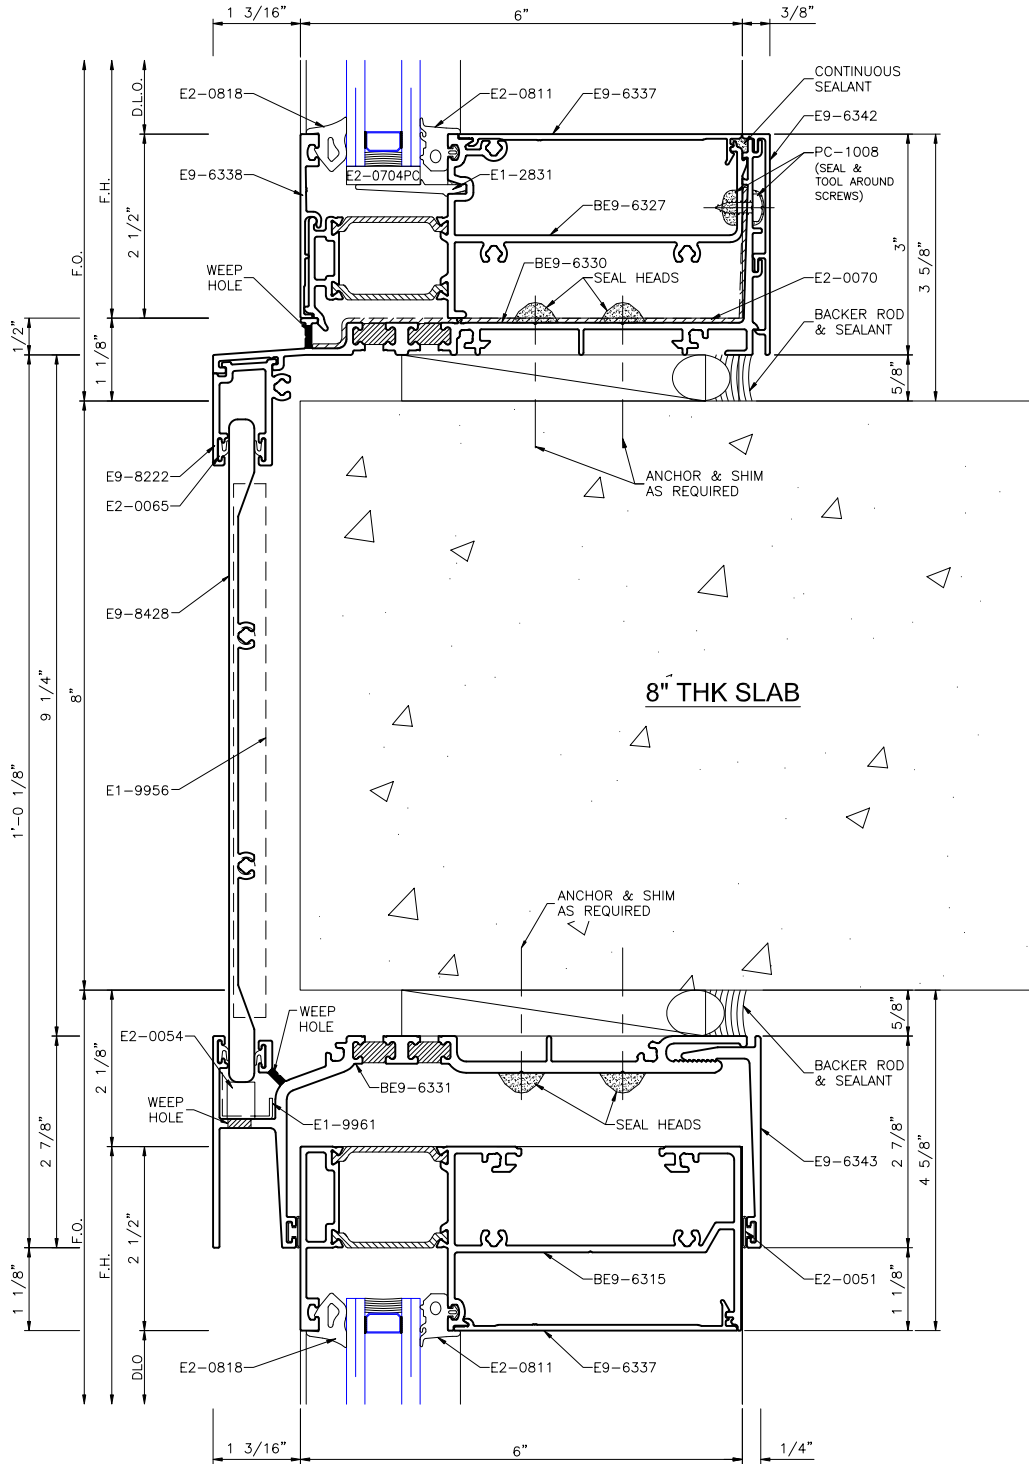 1 3/16"
6"
3/8"
D.L.O.
F.H.
F.O.
E2-0818
E2-0811
E9-6337
CONTINUOUS
SEALANT
E9-6342
E9-6338
E2-0704PC
E1-2831
PC-1008
(SEAL &
TOOL AROUND
SCREWS)
2 1/2"
BE9-6327
3"
3 5/8"
WEEP
HOLE
BE9-6330
SEAL HEADS
E2-0070
BACKER ROD
& SEALANT
1/2"
1 1/8"
5/8"
E9-8222
E2-0065
ANCHOR & SHIM
AS REQUIRED
E9-8428
8" THK SLAB
8"
9 1/4"
1'-0 1/8"
E1-9956
ANCHOR & SHIM
AS REQUIRED
E2-0054
WEEP
HOLE
5/8"
BACKER ROD
& SEALANT
2 1/8"
BE9-6331
WEEP
HOLE
E1-9961
SEAL HEADS
2 7/8"
2 7/8"
4 5/8"
E9-6343
F.O.
F.H.
2 1/2"
BE9-6315
E2-0051
1 1/8"
1 1/8"
E2-0818
E2-0811
E9-6337
DLO
1 3/16"
6"
1/4"